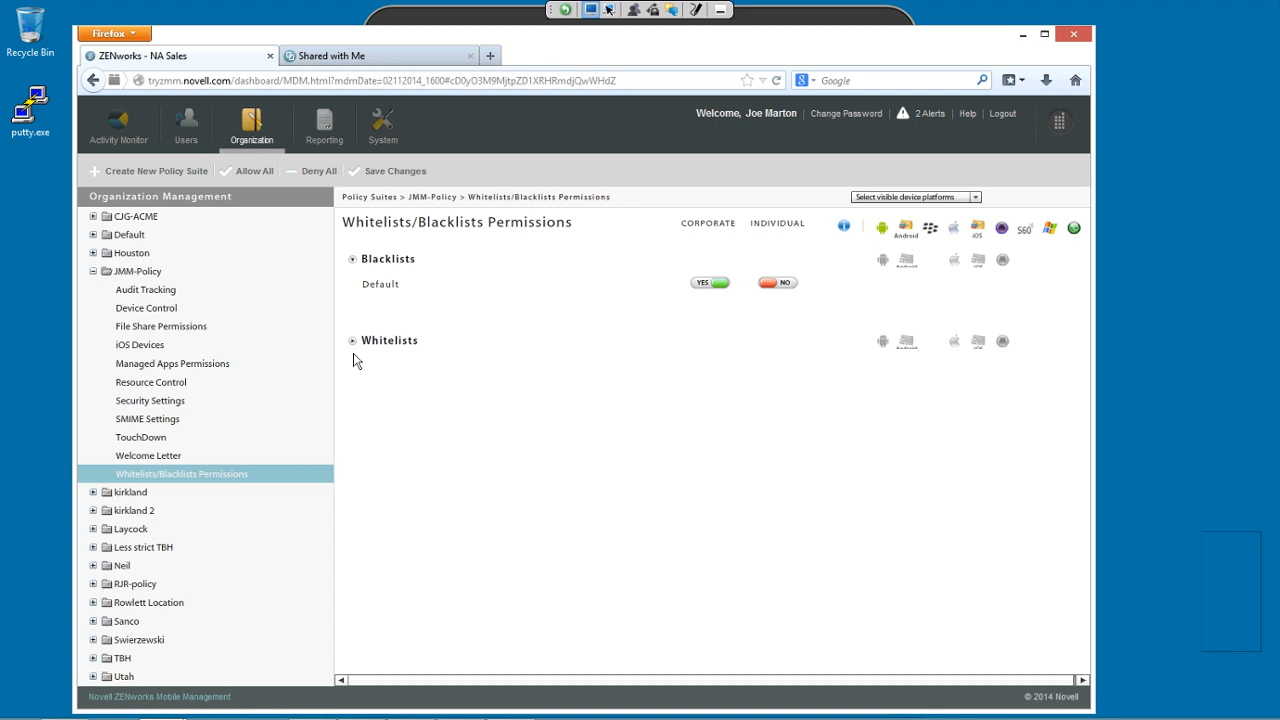 Recycle Bin
putty.exe
Firefox
ZENworks - NA Sales
Shared with Me
tryzmm.novell.com/dashboard/MDM.html?mdmDate=02112014_1600#cD0yO3M9MjtpZD1XRHRmdjQwWHdZ
Google
Activity Monitor
Users
Organization
Reporting
System
Welcome, Joe Marton
Change Password
2 Alerts
Help
Logout
Create New Policy Suite
Allow All
Deny All
Save Changes
Organization Management
CJG-ACME
Default
Houston
JMM-Policy
Audit Tracking
Device Control
File Share Permissions
iOS Devices
Managed Apps Permissions
Resource Control
Security Settings
SMIME Settings
TouchDown
Welcome Letter
Whitelists/Blacklists Permissions
kirkland
kirkland 2
Laycock
Less strict TBH
Neil
RJR-policy
Rowlett Location
Sanco
Swierzewski
TBH
Utah
Policy Suites > JMM-Policy > Whitelists/Blacklists Permissions
Select visible device platforms
Whitelists/Blacklists Permissions
CORPORATE
INDIVIDUAL
Android
iOS
S60
Blacklists
Android
iOS
Default
YES
NO
Whitelists
Android
iOS
Novell ZENworks Mobile Management
© 2014 Novell